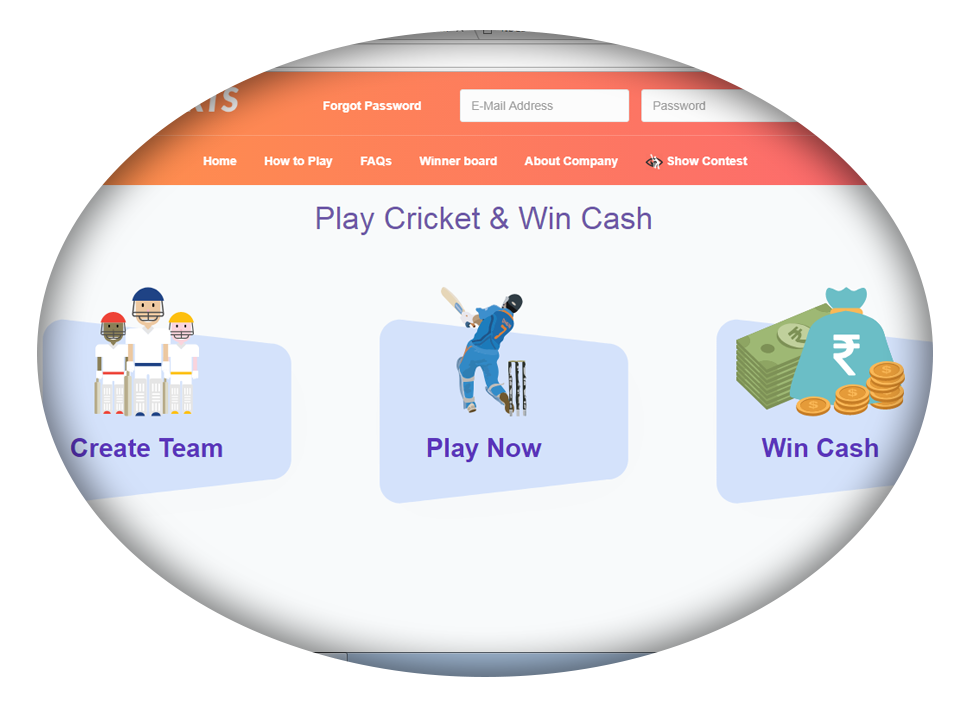 Forgot Password
E-Mail Address
Password
Home
How to Play
FAQs
Winner board
About Company
Show Contest
Play Cricket & Win Cash
Create Team
Play Now
₹
Win Cash